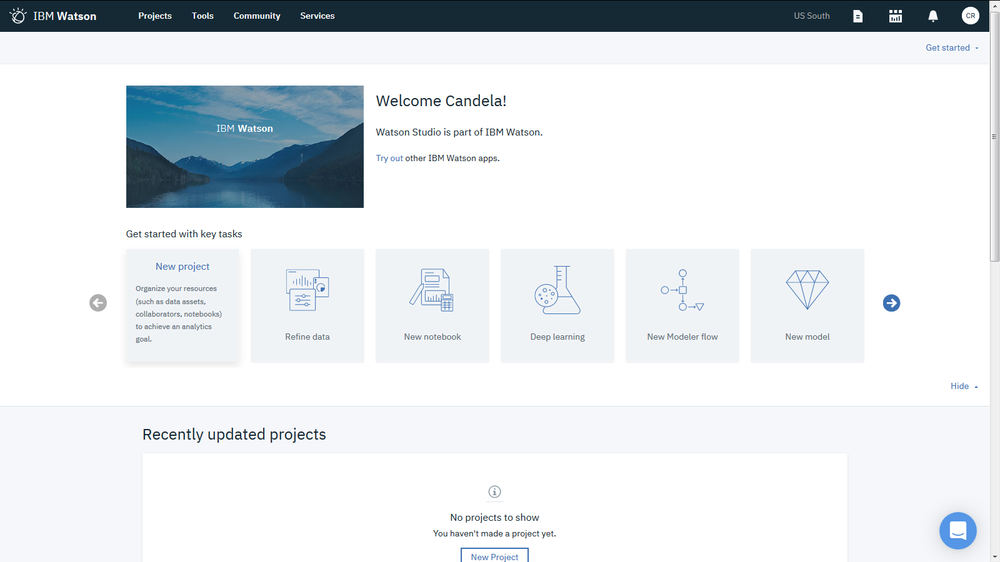 IBM Watson
Projects
Tools
Community
Services
US South
CR
Get started
IBM Watson
Welcome Candela!
Watson Studio is part of IBM Watson.
Try out other IBM Watson apps.
Get started with key tasks
New project
Organize your resources
(such as data assets,
collaborators, notebooks)
to achieve an analytics
goal.
Refine data
New notebook
Deep learning
New Modeler flow
New model
Hide
Recently updated projects
No projects to show
You haven't made a project yet.
New Project